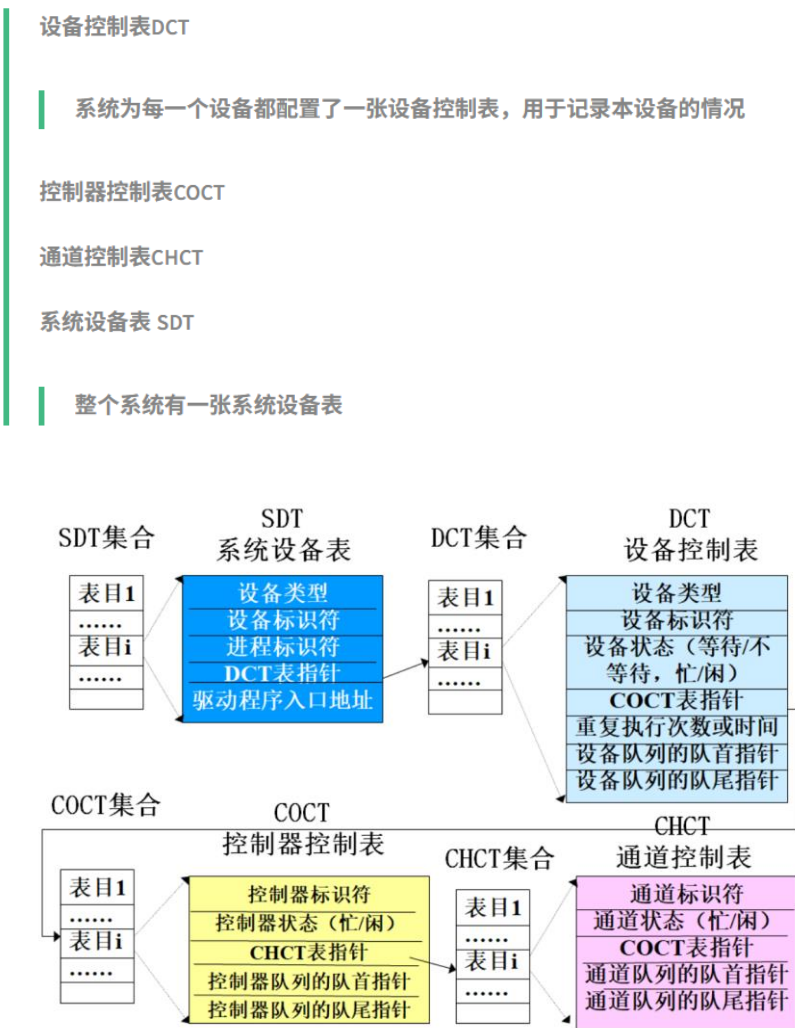 设备控制表DCT
系统为每一个设备都配置了一张设备控制表，用于记录本设备的情况
控制器控制表COCT
通道控制表CHCT
系统设备表 SDT
整个系统有一张系统设备表
SDT集合
表目1
......
表目i
......
SDT
系统设备表
设备类型
设备标识符
进程标识符
DCT表指针
驱动程序入口地址
DCT集合
表目1
......
表目i
......
DCT
设备控制表
设备类型
设备标识符
设备状态（等待/不
等待，忙/闲）
COCT表指针
重复执行次数或时间
设备队列的队首指针
设备队列的队尾指针
COCT集合
表目1
......
表目i
......
COCT
控制器控制表
控制器标识符
控制器状态（忙/闲）
CHCT表指针
控制器队列的队首指针
控制器队列的队尾指针
CHCT集合
表目1
......
表目i
......
CHCT
通道控制表
通道标识符
通道状态（忙/闲）
COCT表指针
通道队列的队首指针
通道队列的队尾指针